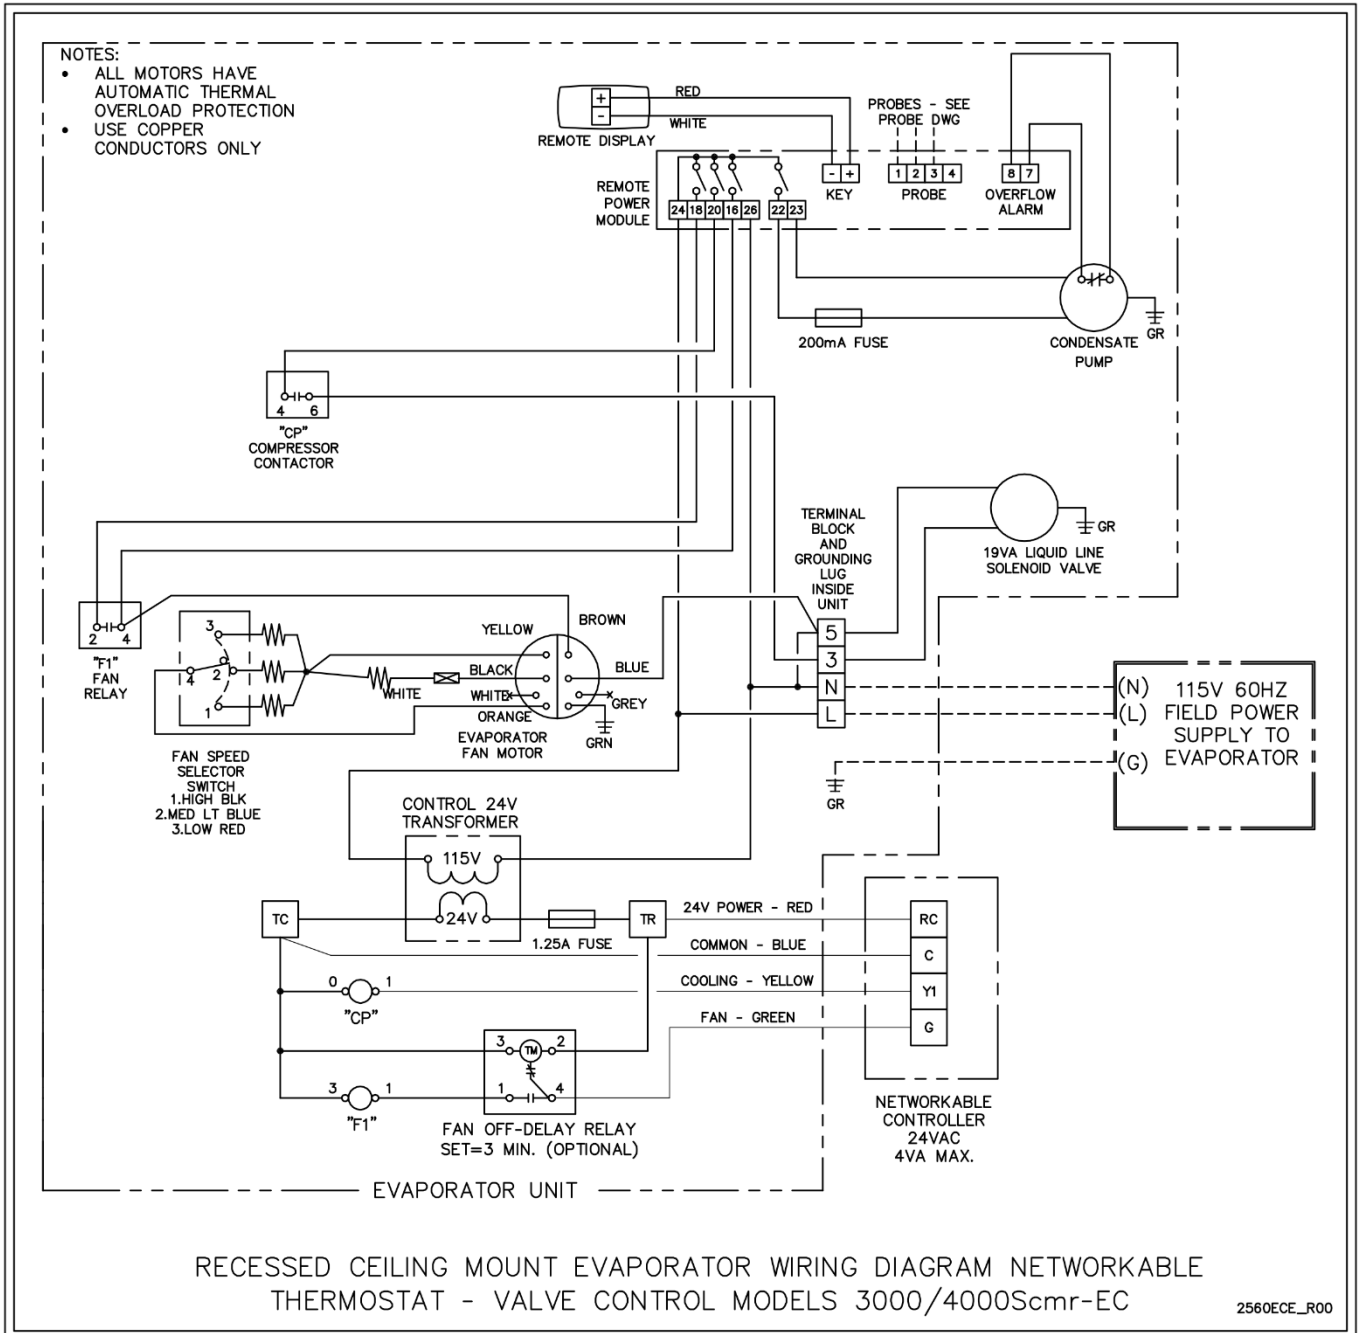 NOTES:
• ALL MOTORS HAVE
AUTOMATIC THERMAL
OVERLOAD PROTECTION
• USE COPPER
CONDUCTORS ONLY
+
-
REMOTE DISPLAY
RED
WHITE
PROBES - SEE
PROBE DWG
REMOTE
POWER
MODULE
24 18 20 16 26
22 23
- +
KEY
1 2 3 4
PROBE
8 7
OVERFLOW
ALARM
200mA FUSE
CONDENSATE
PUMP
GR
4 6
"CP"
COMPRESSOR
CONTACTOR
TERMINAL
BLOCK
AND
GROUNDING
LUG
INSIDE
UNIT
GR
19VA LIQUID LINE
SOLENOID VALVE
2 4
"F1"
FAN
RELAY
3
4
2
1
FAN SPEED
SELECTOR
SWITCH
1.HIGH BLK
2.MED LT BLUE
3.LOW RED
WHITE
YELLOW
BROWN
BLACK
BLUE
WHITE
GREY
ORANGE
GRN
EVAPORATOR
FAN MOTOR
5
3
N
L
GR
(N)
(L)
(G)
115V 60HZ
FIELD POWER
SUPPLY TO
EVAPORATOR
CONTROL 24V
TRANSFORMER
115V
24V
TC
1.25A FUSE
TR
24V POWER - RED
COMMON - BLUE
COOLING - YELLOW
FAN - GREEN
RC
C
Y1
G
0 1
"CP"
3 TM 2
1 4
3 1
"F1"
FAN OFF-DELAY RELAY
SET=3 MIN. (OPTIONAL)
NETWORKABLE
CONTROLLER
24VAC
4VA MAX.
EVAPORATOR UNIT
RECESSED CEILING MOUNT EVAPORATOR WIRING DIAGRAM NETWORKABLE
THERMOSTAT - VALVE CONTROL MODELS 3000/4000Scmr-EC
2560ECE_R00